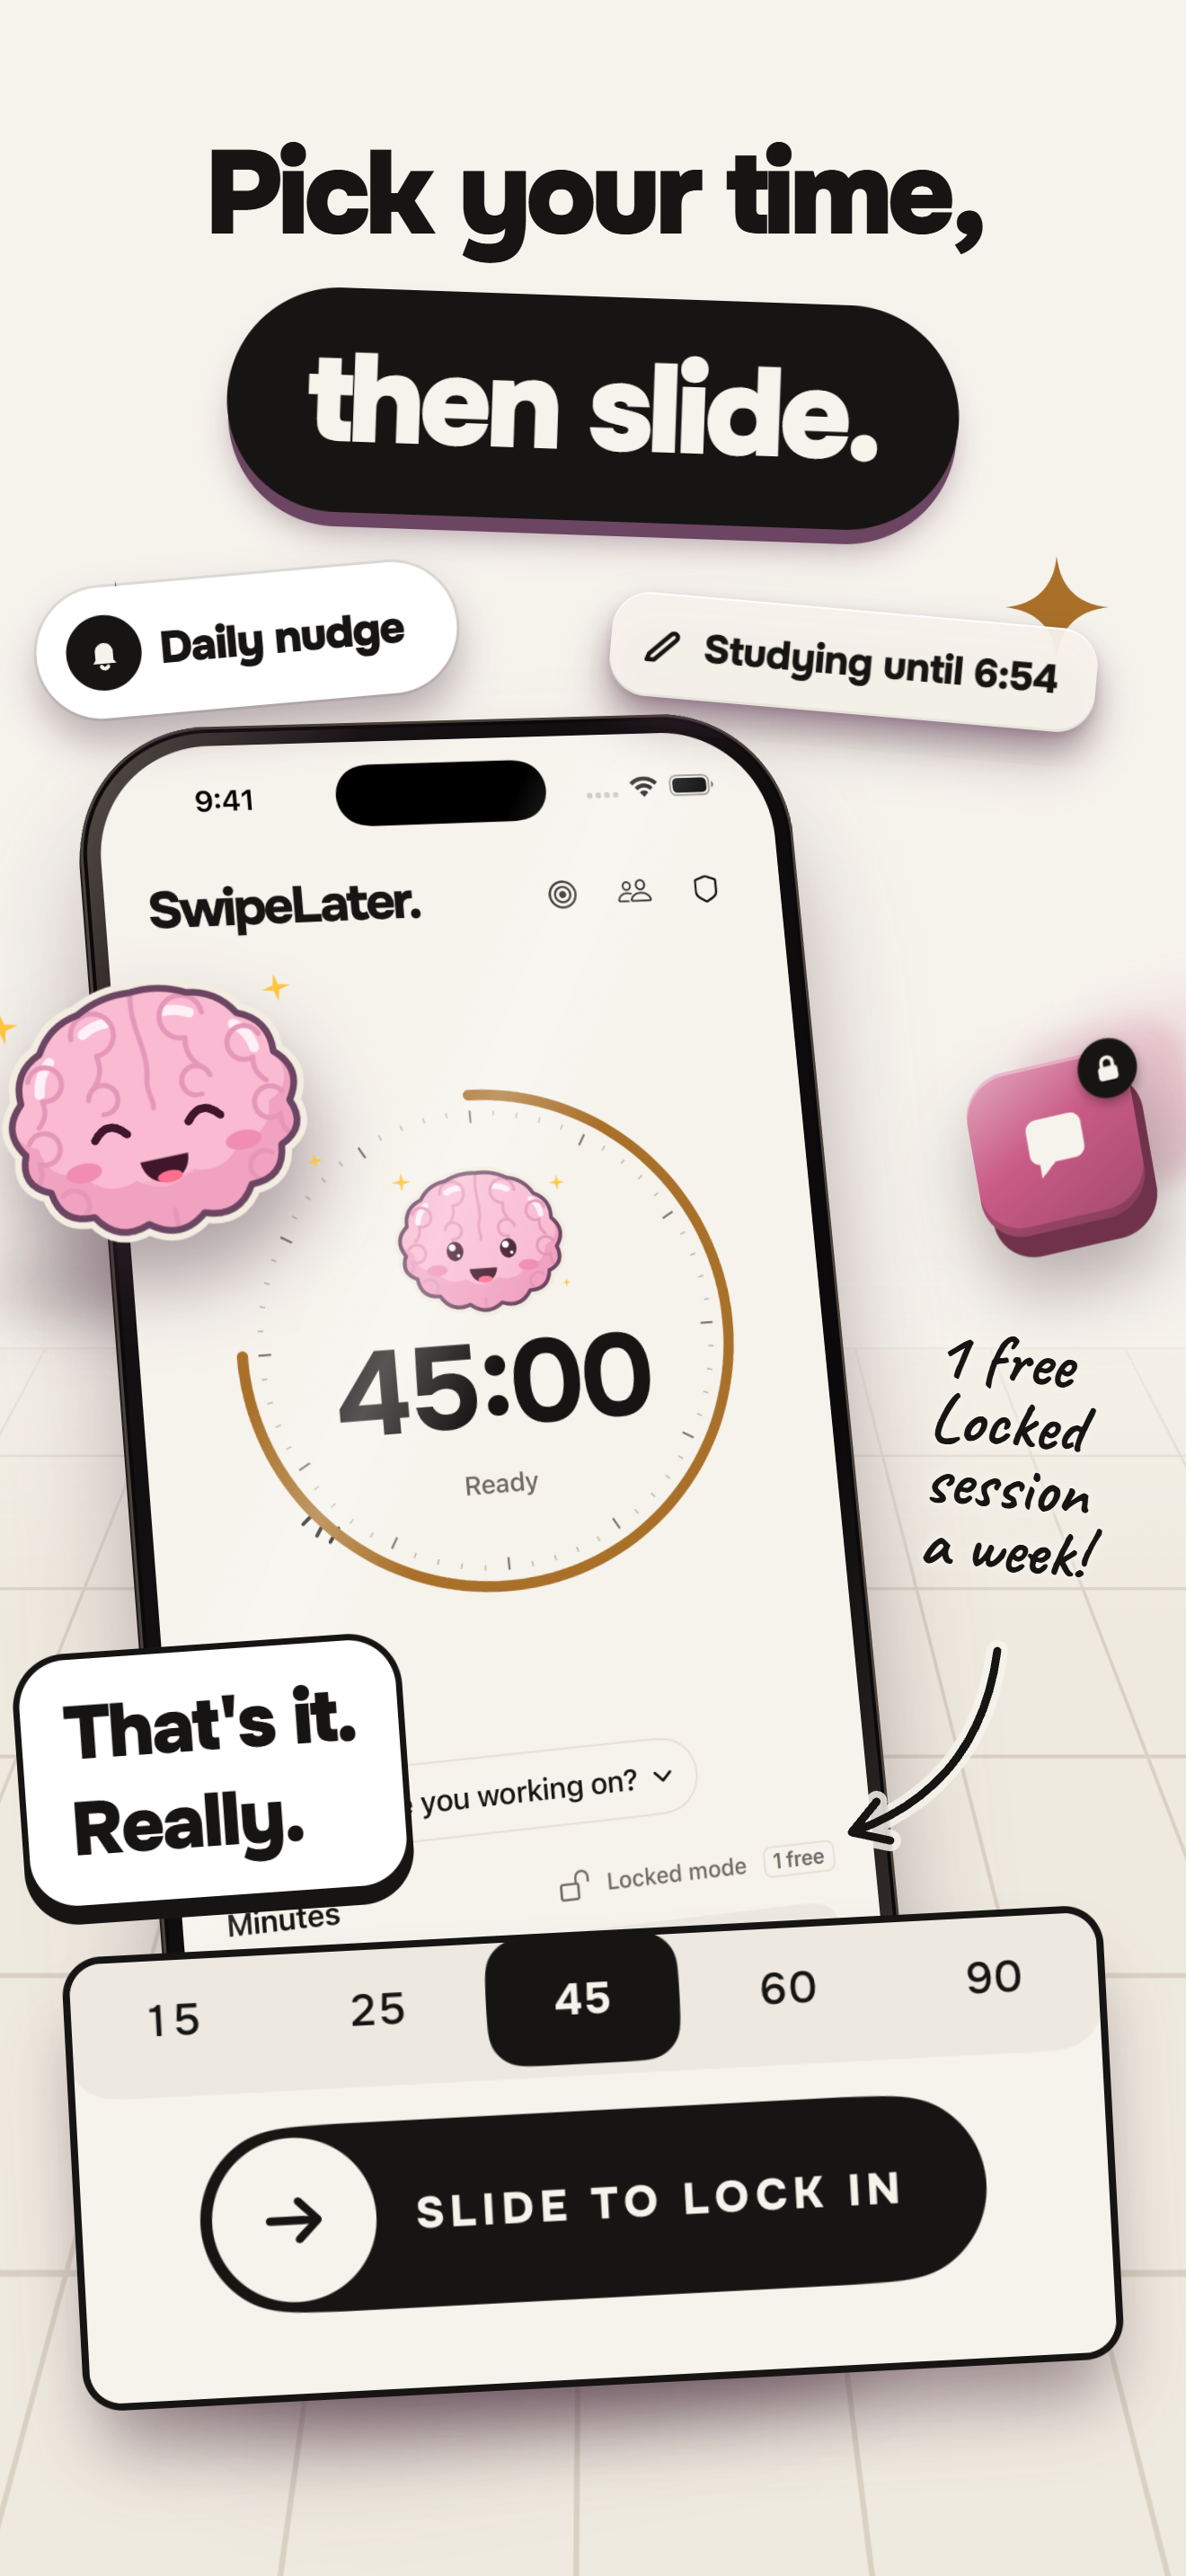 Pick your time,
then slide.
Daily nudge
Studying until 6:54
9:41
SwipeLater.
45:00
Ready
1 free
Locked
session
a week!
That's it.
Really.
you working on?
Locked mode
1 free
Minutes
15 25 45 60 90
SLIDE TO LOCK IN